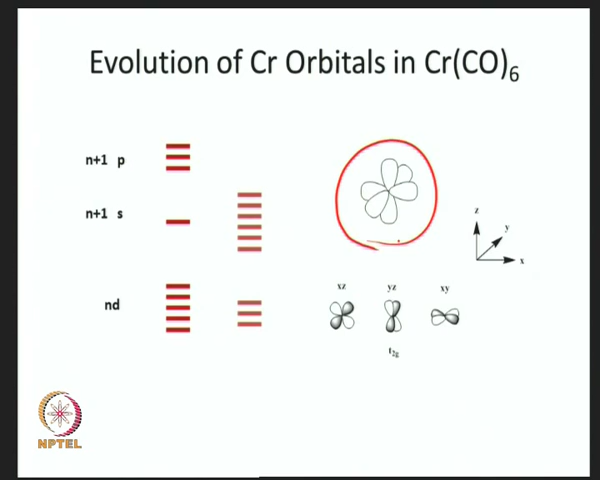 Evolution of Cr Orbitals in Cr(CO)6
n+1 p
n+1 s
nd
z
y
x
xz yz xy
t2g
NPTEL